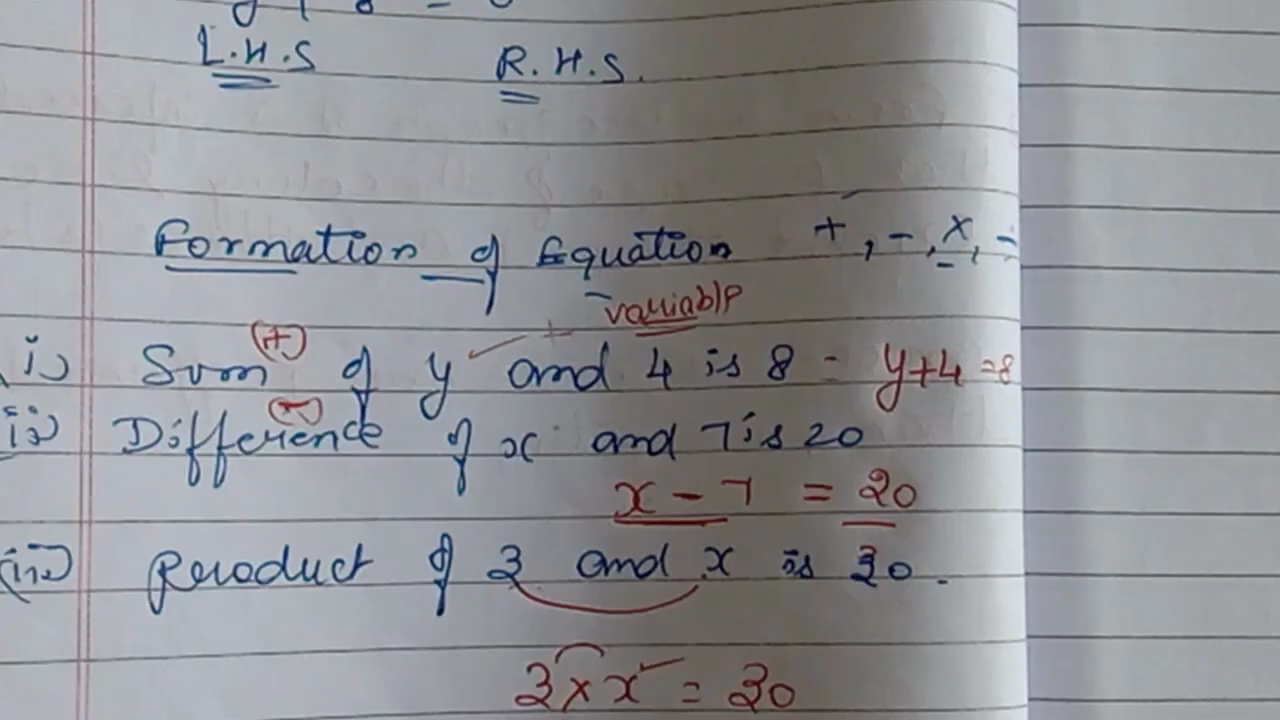 L.H.S R.H.S.
Formation of Equation +, -, x, ÷
variable
(+)
i) Sum of y and 4 is 8 - y+4=8
(-)
ii) Difference of x and 7 is 20
x - 7 = 20
(iii) Product of 3 and x is 30.
3 × x = 30